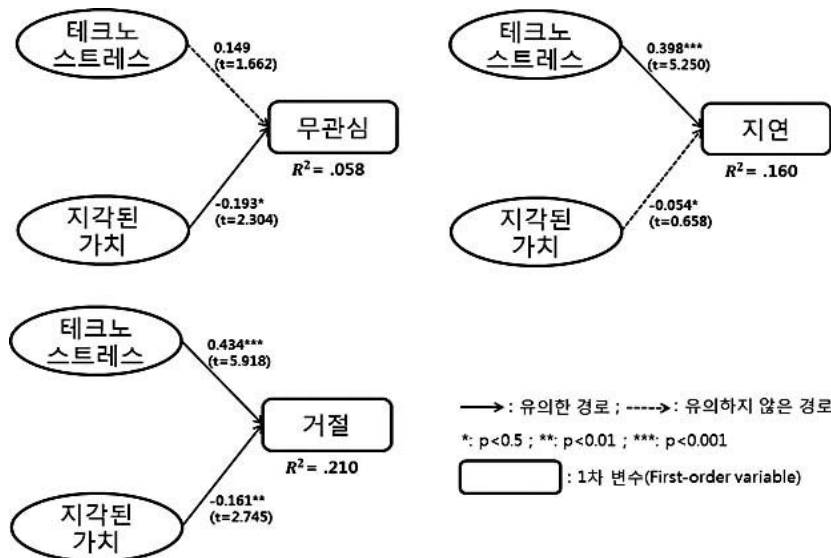 테크노
스트레스
0.149
(t=1.662)
무관심
R² = .058
-0.193*
(t=2.304)
지각된
가치
테크노
스트레스
0.398***
(t=5.250)
지연
R² = .160
-0.054*
(t=0.658)
지각된
가치
테크노
스트레스
0.434***
(t=5.918)
거절
R² = .210
-0.161**
(t=2.745)
지각된
가치
: 유의한 경로 ; : 유의하지 않은 경로
*: p<0.5 ; **: p<0.01 ; ***: p<0.001
: 1차 변수(First-order variable)